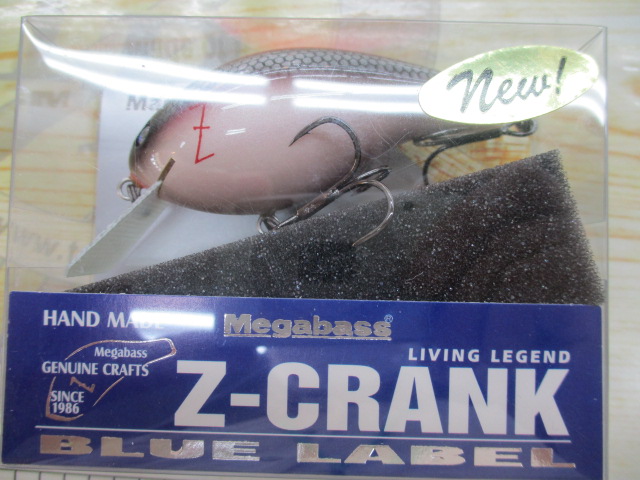 New!
HAND MADE
Megabass
Megabass
GENUINE CRAFTS
SINCE
1986
LIVING LEGEND
Z-CRANK
BLUE LABEL